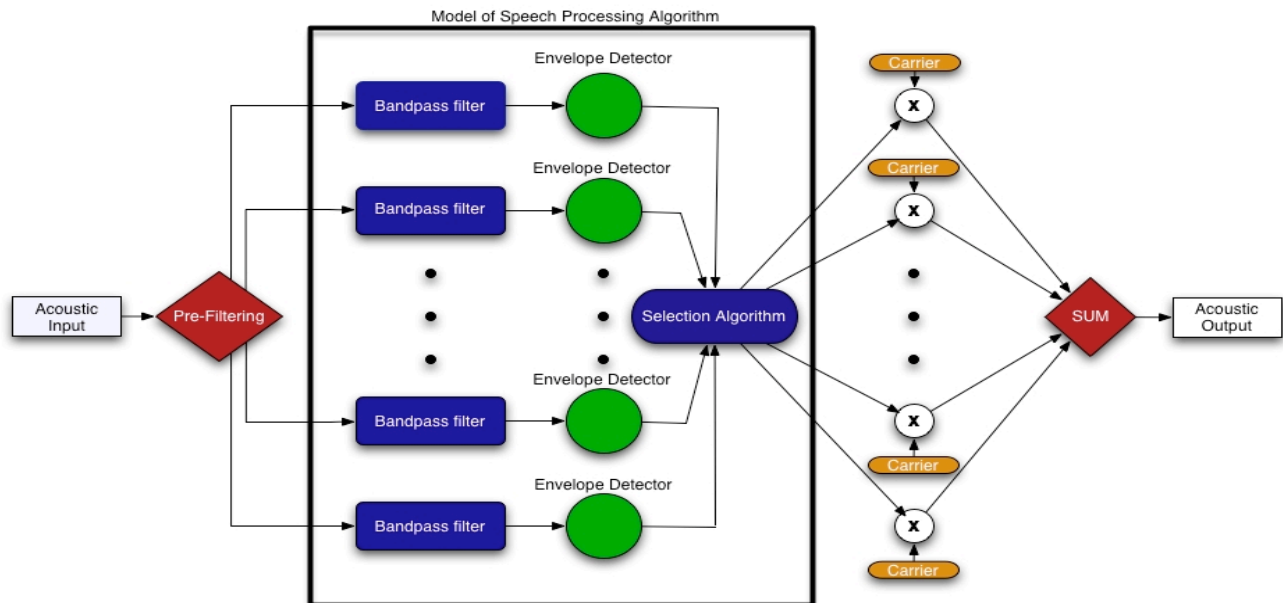 Model of Speech Processing Algorithm
Envelope Detector
Carrier
Bandpass filter
X
Envelope Detector
Carrier
Bandpass filter
X
Acoustic
Input
Pre-Filtering
Selection Algorithm
SUM
Acoustic
Output
Envelope Detector
Bandpass filter
X
Carrier
Envelope Detector
Bandpass filter
X
Carrier